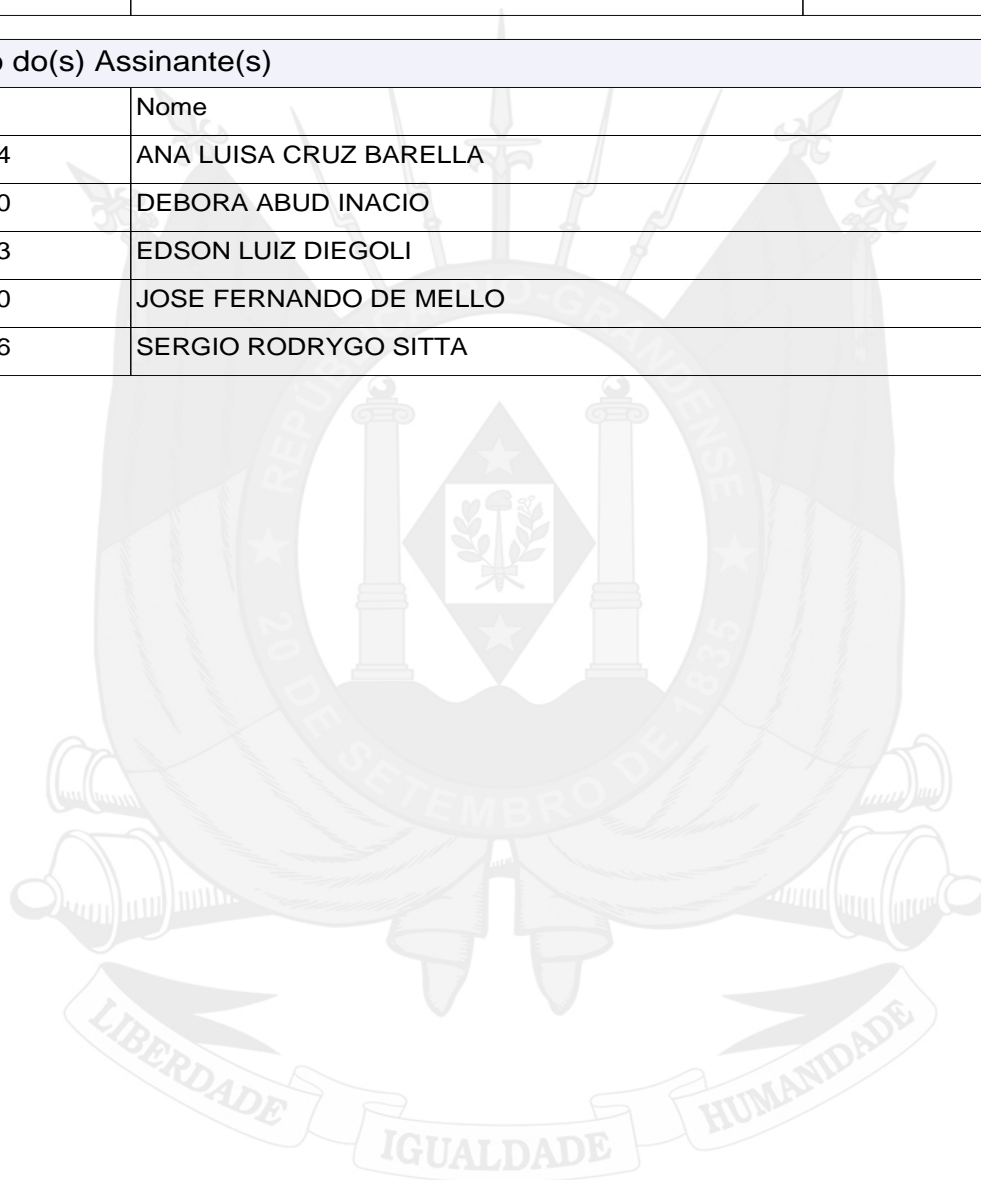 o do(s) Assinante(s)
Nome
4 ANA LUISA CRUZ BARELLA
0 DEBORA ABUD INACIO
3 EDSON LUIZ DIEGOLI
0 JOSE FERNANDO DE MELLO
6 SERGIO RODRYGO SITTA
REPÚBLICA RIO-GRANDENSE
20 DE SETEMBRO DE 1835
LIBERDADE
IGUALDADE
HUMANIDADE